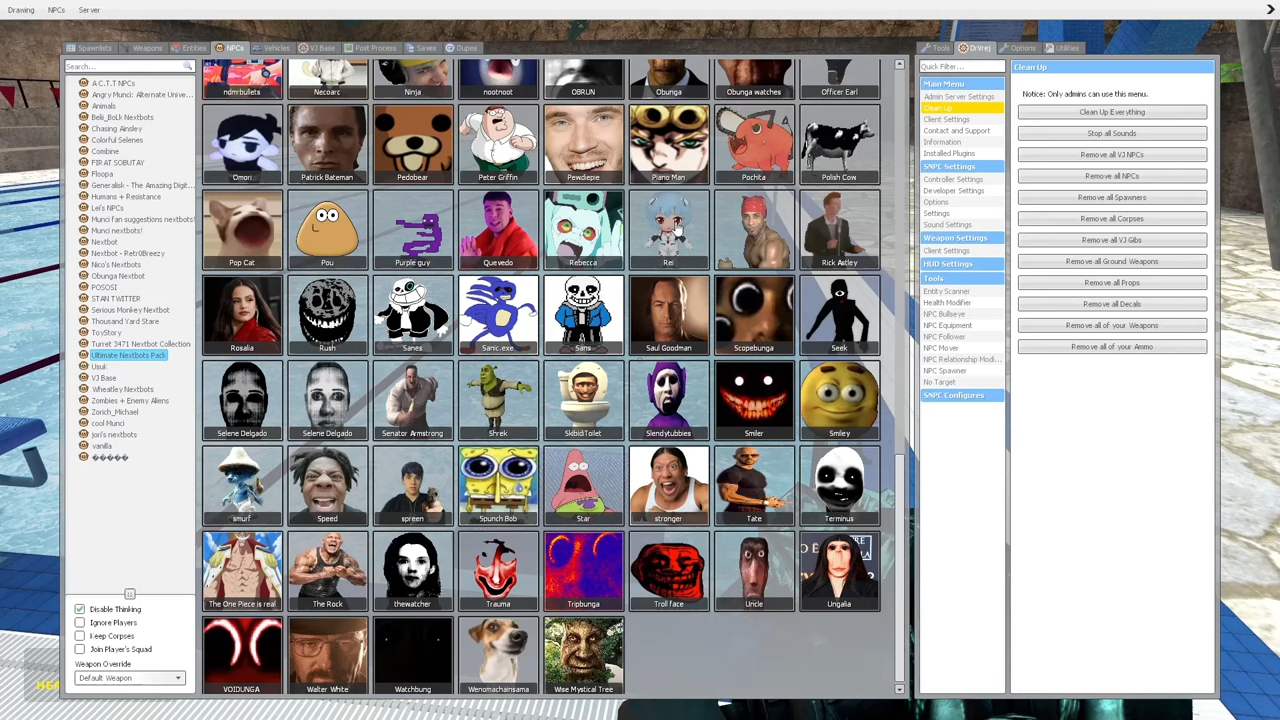 Drawing NPCs Server
Spawnlists Weapons Entities NPCs Vehicles VJ Base Post Process Saves Dupes
Search...
A.C.T.T NPCs
Angry Munci: Alternate Unive...
Animals
Belii_BoLk Nextbots
Chasing Ainsley
Colorful Selenes
Combine
FIRAT SOBUTAY
Floopa
Generalisk - The Amazing Digit...
Humans + Resistance
Lei's NPCs
Munci fan suggestions nextbots!
Munci nextbots!
Nextbot
Nextbot - Retr0Breezy
Nico's Nextbots
Obunga Nextbot
POSOSI
STAN TWITTER
Serious Monkey Nextbot
Thousand Yard Stare
ToyStory
Turret 3471 Nextbot Collection
Ultimate Nextbots Pack
Usuk
VJ Base
Wheatley Nextbots
Zombies + Enemy Aliens
Zorich_Michael
cool Munci
jori's nextbots
vanilla
�����
Disable Thinking
Ignore Players
Keep Corpses
Join Player's Squad
Weapon Override
Default Weapon
ndmrbullets Necoarc Ninja nootnoot OBRUN Obunga Obunga watches Officer Earl
Omori Patrick Bateman Pedobear Peter Griffin Pewdiepie Piano Man Pochita Polish Cow
Pop Cat Pou Purple guy Quevedo Rebecca Rei Rick Astley
Rosalia Rush Sanes Sanic.exe Sans Saul Goodman Scopebunga Seek
Selene Delgado Selene Delgado Senator Armstrong Shrek SkibidiToilet Slendytubbies Smiler Smiley
smurf Speed spreen Spunch Bob Star stronger Tate Terminus
The One Piece is real The Rock thewatcher Trauma Tripbunga Troll face Uncle Ungalia
VOIDUNGA Walter White Watchbung Wenomachainsama Wise Mystical Tree
Tools DrVrej Options Utilities
Quick Filter...
Main Menu
Admin Server Settings
Clean Up
Client Settings
Contact and Support
Information
Installed Plugins
SNPC Settings
Controller Settings
Developer Settings
Options
Settings
Sound Settings
Weapon Settings
Client Settings
HUD Settings
Tools
Entity Scanner
Health Modifier
NPC Bullseye
NPC Equipment
NPC Follower
NPC Mover
NPC Relationship Modi...
NPC Spawner
No Target
SNPC Configures
Clean Up
Notice: Only admins can use this menu.
Clean Up Everything
Stop all Sounds
Remove all VJ NPCs
Remove all NPCs
Remove all Spawners
Remove all Corpses
Remove all VJ Gibs
Remove all Ground Weapons
Remove all Props
Remove all Decals
Remove all of your Weapons
Remove all of your Ammo